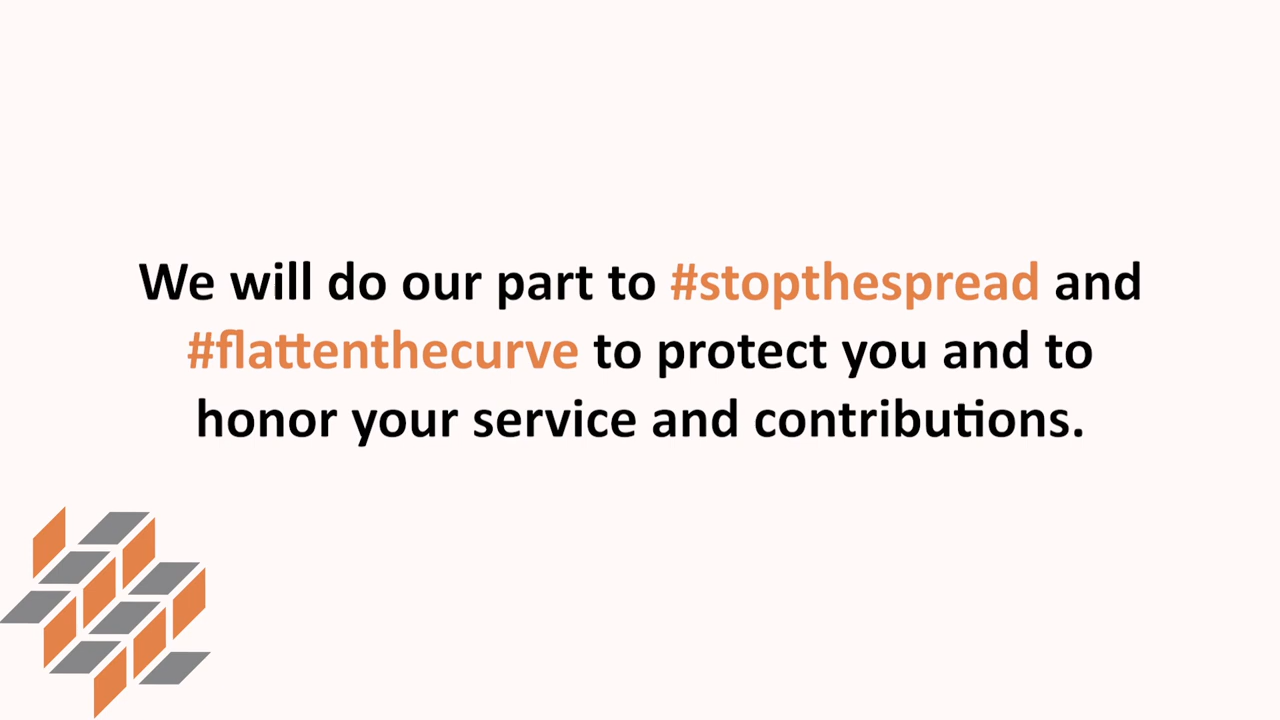 We will do our part to #stopthespread and
#flattenthecurve to protect you and to
honor your service and contributions.